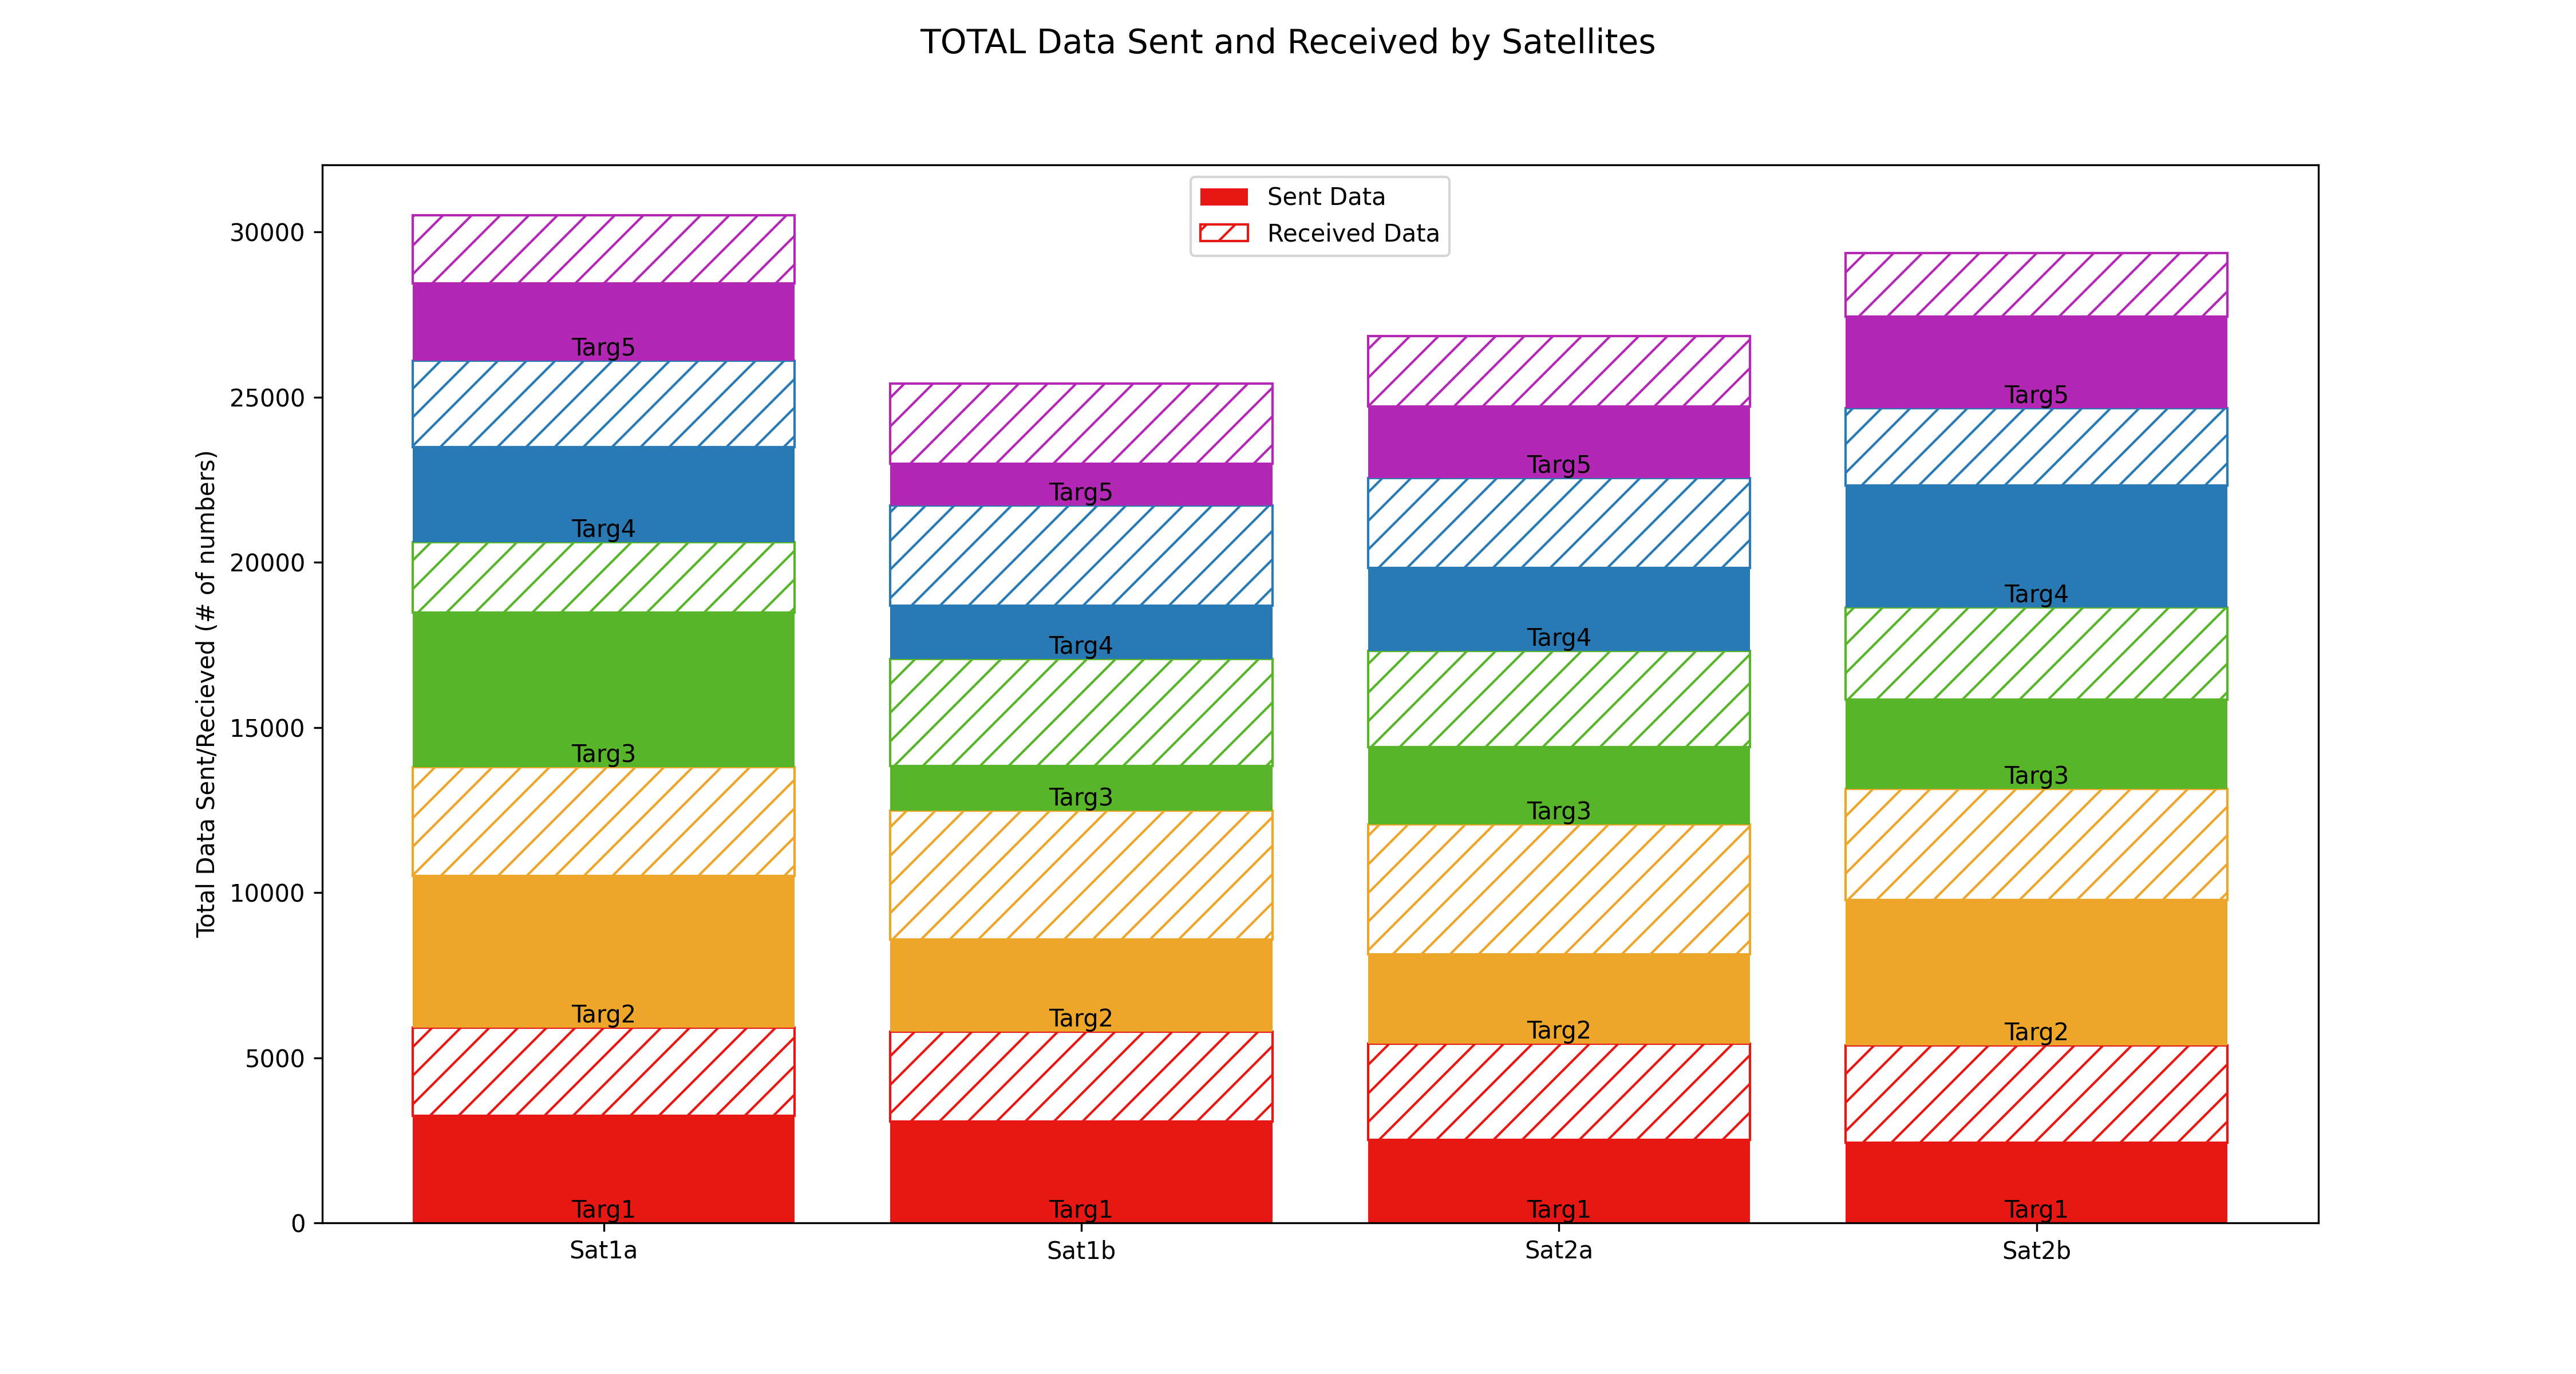 TOTAL Data Sent and Received by Satellites
Sent Data
Received Data
Total Data Sent/Recieved (# of numbers)
30000
25000
20000
15000
10000
5000
0
Targ5
Targ4
Targ3
Targ2
Targ1
Targ5
Targ4
Targ3
Targ2
Targ1
Targ5
Targ4
Targ3
Targ2
Targ1
Targ5
Targ4
Targ3
Targ2
Targ1
Sat1a
Sat1b
Sat2a
Sat2b